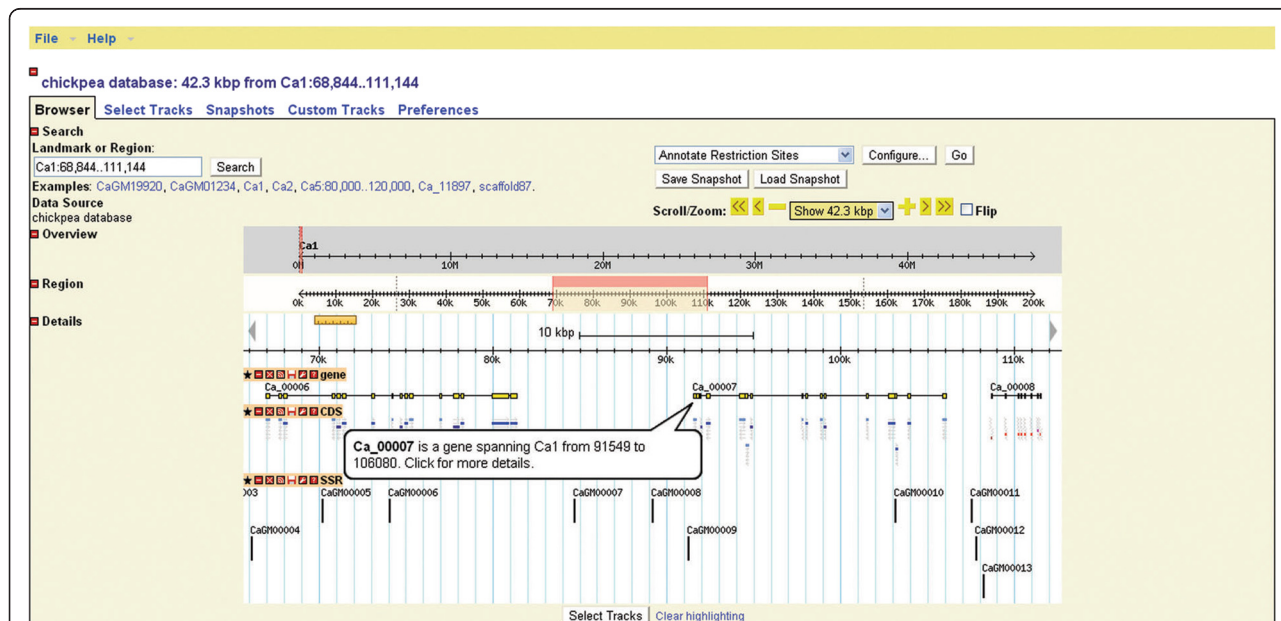 File Help
chickpea database: 42.3 kbp from Ca1:68,844..111,144
Browser Select Tracks Snapshots Custom Tracks Preferences
Search
Landmark or Region:
Ca1:68,844..111,144 Search
Annotate Restriction Sites Configure... Go
Save Snapshot Load Snapshot
Examples: CaGM19920, CaGM01234, Ca1, Ca2, Ca5:80,000..120,000, Ca_11897, scaffold87.
Data Source
chickpea database
Scroll/Zoom: << < Show 42.3 kbp > >> Flip
Overview
Ca1
0M 10M 20M 30M 40M
Region
0k 10k 20k 30k 40k 50k 60k 70k 80k 90k 100k 110k 120k 130k 140k 150k 160k 170k 180k 190k 200k
Details
10 kbp
70k 80k 90k 100k 110k
gene
Ca_00006 Ca_00007 Ca_00008
CDS
Ca_00007 is a gene spanning Ca1 from 91549 to
106080. Click for more details.
SSR
003 CaGM00005 CaGM00006 CaGM00007 CaGM00008 CaGM00010 CaGM00011
CaGM00004 CaGM00009 CaGM00012
CaGM00013
Select Tracks Clear highlighting